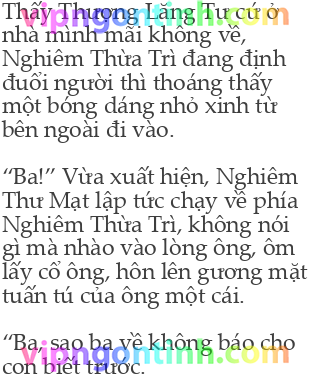 vipngontinh.com
Thấy Thượng Lang Tư cứ ở
nhà mình mãi không về,
Nghiêm Thừa Trì đang định
đuổi người thì thoáng thấy
một bóng dáng nhỏ xinh từ
bên ngoài đi vào.
“Ba!” Vừa xuất hiện, Nghiêm
Thư Mạt lập tức chạy về phía
Nghiêm Thừa Trì, không nói
gì mà nhào vào lòng ông, ôm
lấy cổ ông, hôn lên gương mặt
tuấn tú của ông một cái.
“Ba, sao ba về không báo cho
con biết trước.
vipngontinh.com